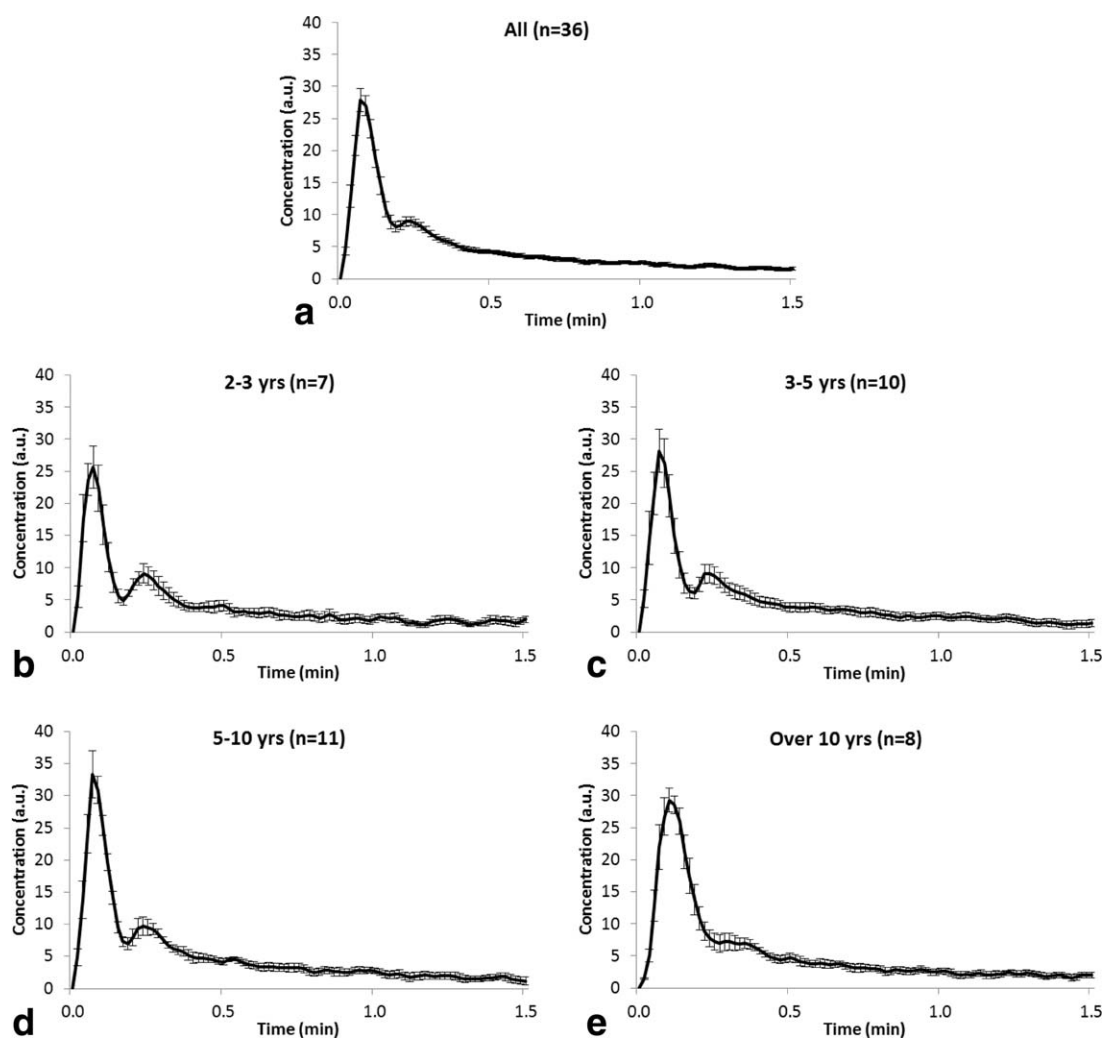 All (n=36)
40
35
30
25
20
15
10
5
0
Concentration (a.u.)
0.0 0.5 1.0 1.5
Time (min)
a
2-3 yrs (n=7)
40
35
30
25
20
15
10
5
0
Concentration (a.u.)
0.0 0.5 1.0 1.5
Time (min)
b
3-5 yrs (n=10)
40
35
30
25
20
15
10
5
0
Concentration (a.u.)
0.0 0.5 1.0 1.5
Time (min)
c
5-10 yrs (n=11)
40
35
30
25
20
15
10
5
0
Concentration (a.u.)
0.0 0.5 1.0 1.5
Time (min)
d
Over 10 yrs (n=8)
40
35
30
25
20
15
10
5
0
Concentration (a.u.)
0.0 0.5 1.0 1.5
Time (min)
e